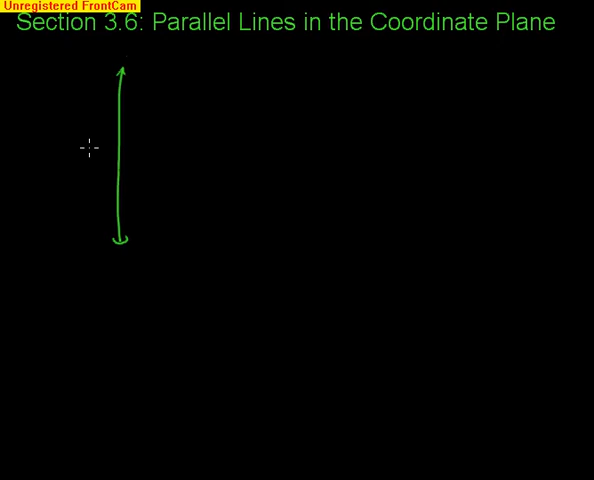 Unregistered FrontCam
Section 3.6: Parallel Lines in the Coordinate Plane